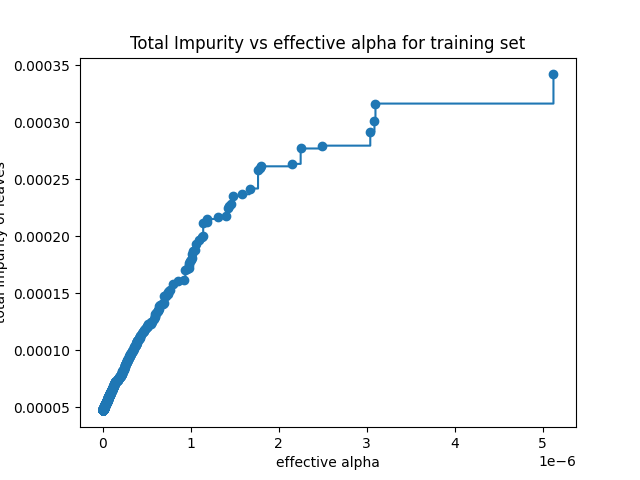 Total Impurity vs effective alpha for training set
0.00035
0.00030
0.00025
0.00020
0.00015
0.00010
0.00005
total impurity of leaves
0 1 2 3 4 5
1e−6
effective alpha